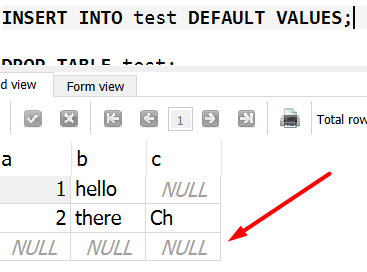 INSERT INTO test DEFAULT VALUES;
DROP TABLE test;
d view Form view
1 Total row
a b c
1 hello NULL
2 there Ch
NULL NULL NULL